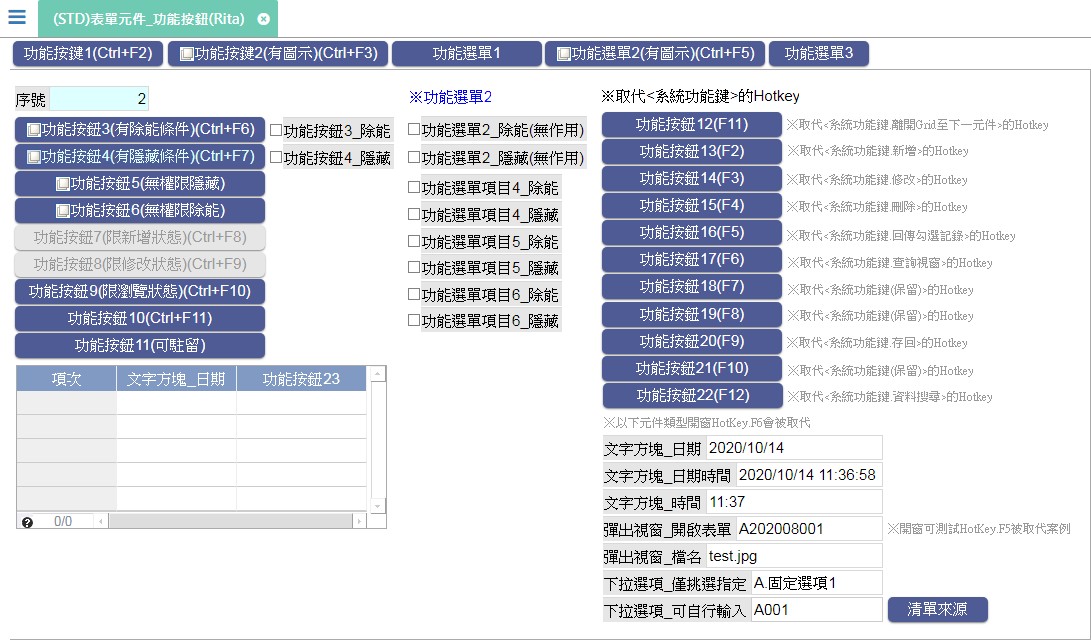 (STD)表單元件_功能按鈕(Rita)
功能按鍵1(Ctrl+F2) 功能按鍵2(有圖示)(Ctrl+F3) 功能選單1 功能選單2(有圖示)(Ctrl+F5) 功能選單3
序號 2
功能按鈕3(有除能條件)(Ctrl+F6) 功能按鈕3_除能
功能按鈕4(有隱藏條件)(Ctrl+F7) 功能按鈕4_隱藏
功能按鈕5(無權限隱藏)
功能按鈕6(無權限除能)
功能按鈕7(限新增狀態)(Ctrl+F8)
功能按鈕8(限修改狀態)(Ctrl+F9)
功能按鈕9(限瀏覽狀態)(Ctrl+F10)
功能按鈕10(Ctrl+F11)
功能按鈕11(可駐留)
項次 文字方塊_日期 功能按鈕23
0/0
※功能選單2
功能選單2_除能(無作用)
功能選單2_隱藏(無作用)
功能選單項目4_除能
功能選單項目4_隱藏
功能選單項目5_除能
功能選單項目5_隱藏
功能選單項目6_除能
功能選單項目6_隱藏
※取代<系統功能鍵>的Hotkey
功能按鈕12(F11) ※取代<系統功能鍵.離開Grid至下一元件>的Hotkey
功能按鈕13(F2) ※取代<系統功能鍵.新增>的Hotkey
功能按鈕14(F3) ※取代<系統功能鍵.修改>的Hotkey
功能按鈕15(F4) ※取代<系統功能鍵.刪除>的Hotkey
功能按鈕16(F5) ※取代<系統功能鍵.回傳勾選記錄>的Hotkey
功能按鈕17(F6) ※取代<系統功能鍵.查詢視窗>的Hotkey
功能按鈕18(F7) ※取代<系統功能鍵(保留)>的Hotkey
功能按鈕19(F8) ※取代<系統功能鍵(保留)>的Hotkey
功能按鈕20(F9) ※取代<系統功能鍵.存回>的Hotkey
功能按鈕21(F10) ※取代<系統功能鍵(保留)>的Hotkey
功能按鈕22(F12) ※取代<系統功能鍵.資料搜尋>的Hotkey
※以下元件類型開窗HotKey.F6會被取代
文字方塊_日期 2020/10/14
文字方塊_日期時間 2020/10/14 11:36:58
文字方塊_時間 11:37
彈出視窗_開啟表單 A202008001 ※開窗可測試HotKey.F5被取代案例
彈出視窗_檔名 test.jpg
下拉選項_僅挑選指定 A.固定選項1
下拉選項_可自行輸入 A001 清單來源